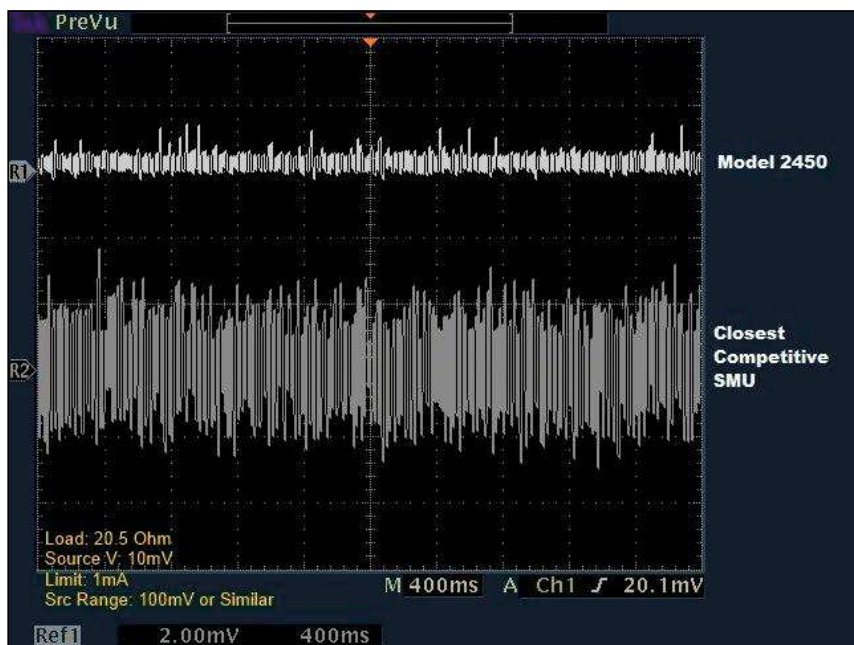 Tek PreVu
R1
Model 2450
R2
Closest
Competitive
SMU
Load: 20.5 Ohm
Source V: 10mV
Limit: 1mA
Src Range: 100mV or Similar
M 400ms A Ch1 20.1mV
Ref1 2.00mV 400ms